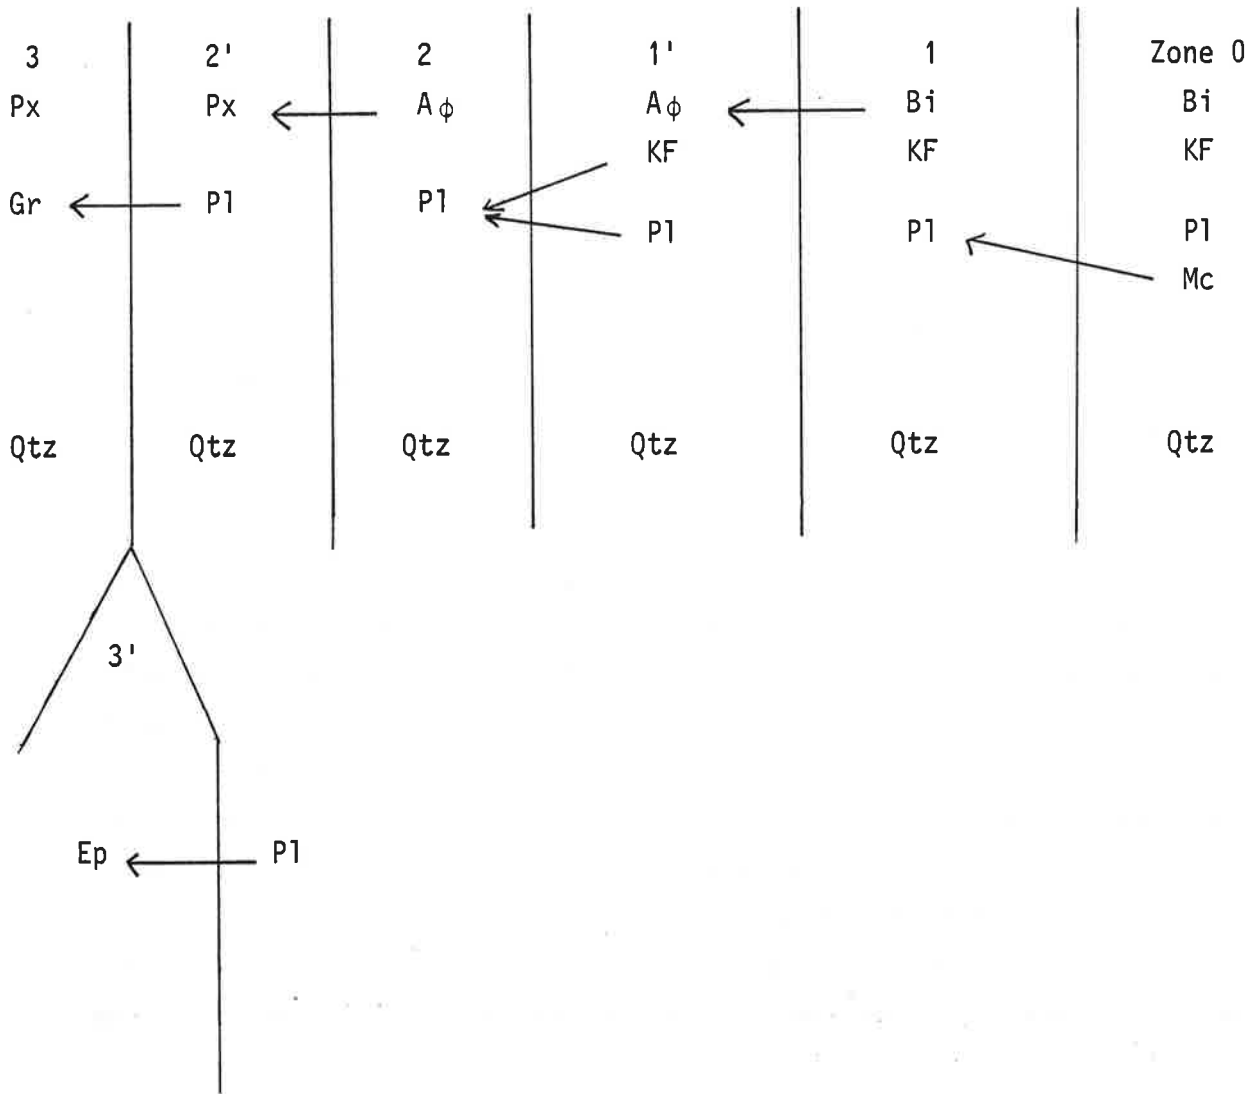 3 2' 2 1' 1 Zone 0
Px Px Aϕ Aϕ Bi Bi
KF KF KF
Gr Pl Pl
Pl Pl Pl
Mc
Qtz Qtz Qtz Qtz Qtz Qtz
3'
Ep Pl